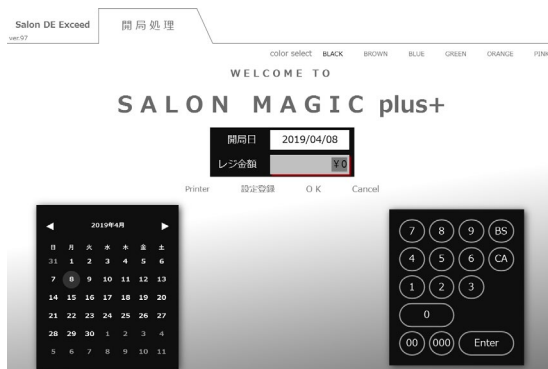 Salon DE Exceed
ver.97
開局処理
color select BLACK BROWN BLUE GREEN ORANGE PINK
WELCOME TO
SALON MAGIC plus+
開局日 2019/04/08
レジ金額 ¥0
Printer 設定登録 OK Cancel
◀ 2019年4月 ▶
日 月 火 水 木 金 土
31 1 2 3 4 5 6
7 8 9 10 11 12 13
14 15 16 17 18 19 20
21 22 23 24 25 26 27
28 29 30 1 2 3 4
5 6 7 8 9 10 11
7 8 9 BS
4 5 6 CA
1 2 3
0
00 000 Enter